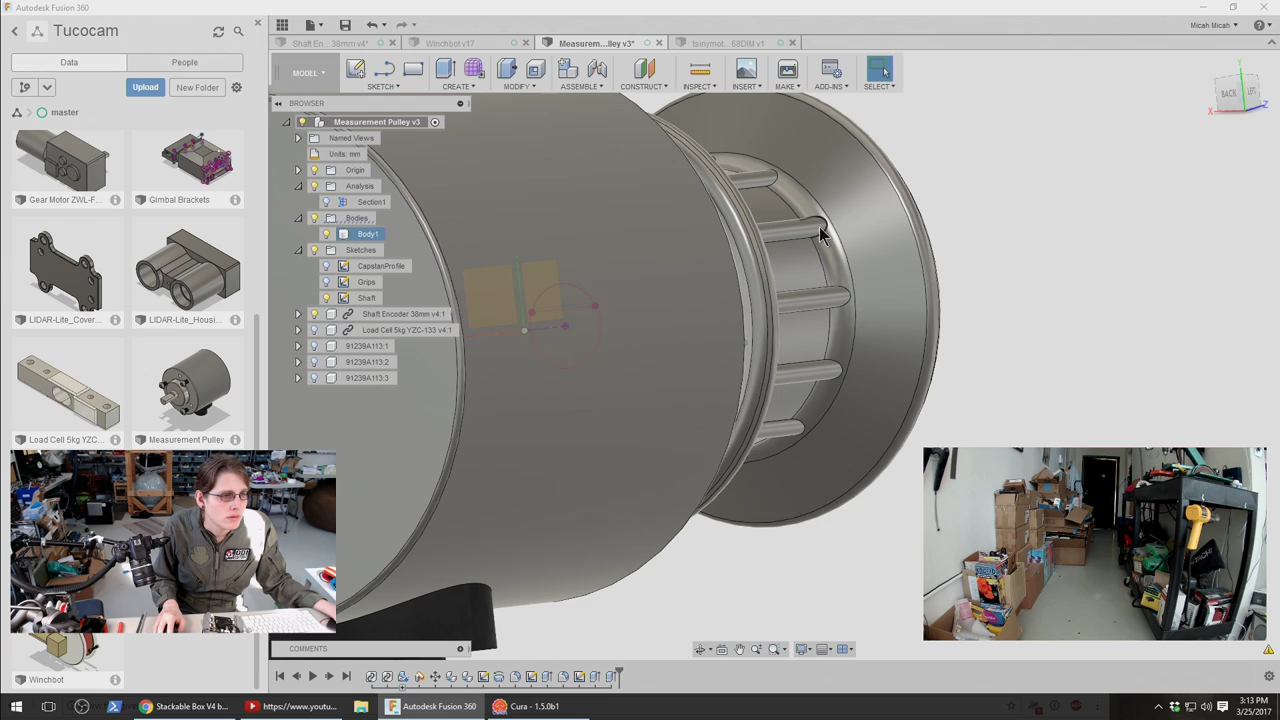 Autodesk Fusion 360
Tucocam
Micah Micah
Shaft En... 38mm v4*
Winchbot v17
Measurem...lley v3*
tsinymot...68DIM v1
Data
People
Upload
New Folder
master
MODEL
SKETCH
CREATE
MODIFY
ASSEMBLE
CONSTRUCT
INSPECT
INSERT
MAKE
ADD-INS
SELECT
BACK
LEFT
X
Y
Z
BROWSER
Measurement Pulley v3
Named Views
Units: mm
Origin
Analysis
Section1
Bodies
Body1
Sketches
CapstanProfile
Grips
Shaft
Shaft Encoder 38mm v4:1
Load Cell 5kg YZC-133 v4:1
91239A113:1
91239A113:2
91239A113:3
Gear Motor ZWL-F...
Gimbal Brackets
LIDAR-Lite_Cover...
LIDAR-Lite_Housi...
Load Cell 5kg YZC...
Measurement Pulley
Winchbot
COMMENTS
Stackable Box V4 b...
https://www.youtu...
Autodesk Fusion 360
Cura - 1.5.0b1
3:13 PM
3/25/2017